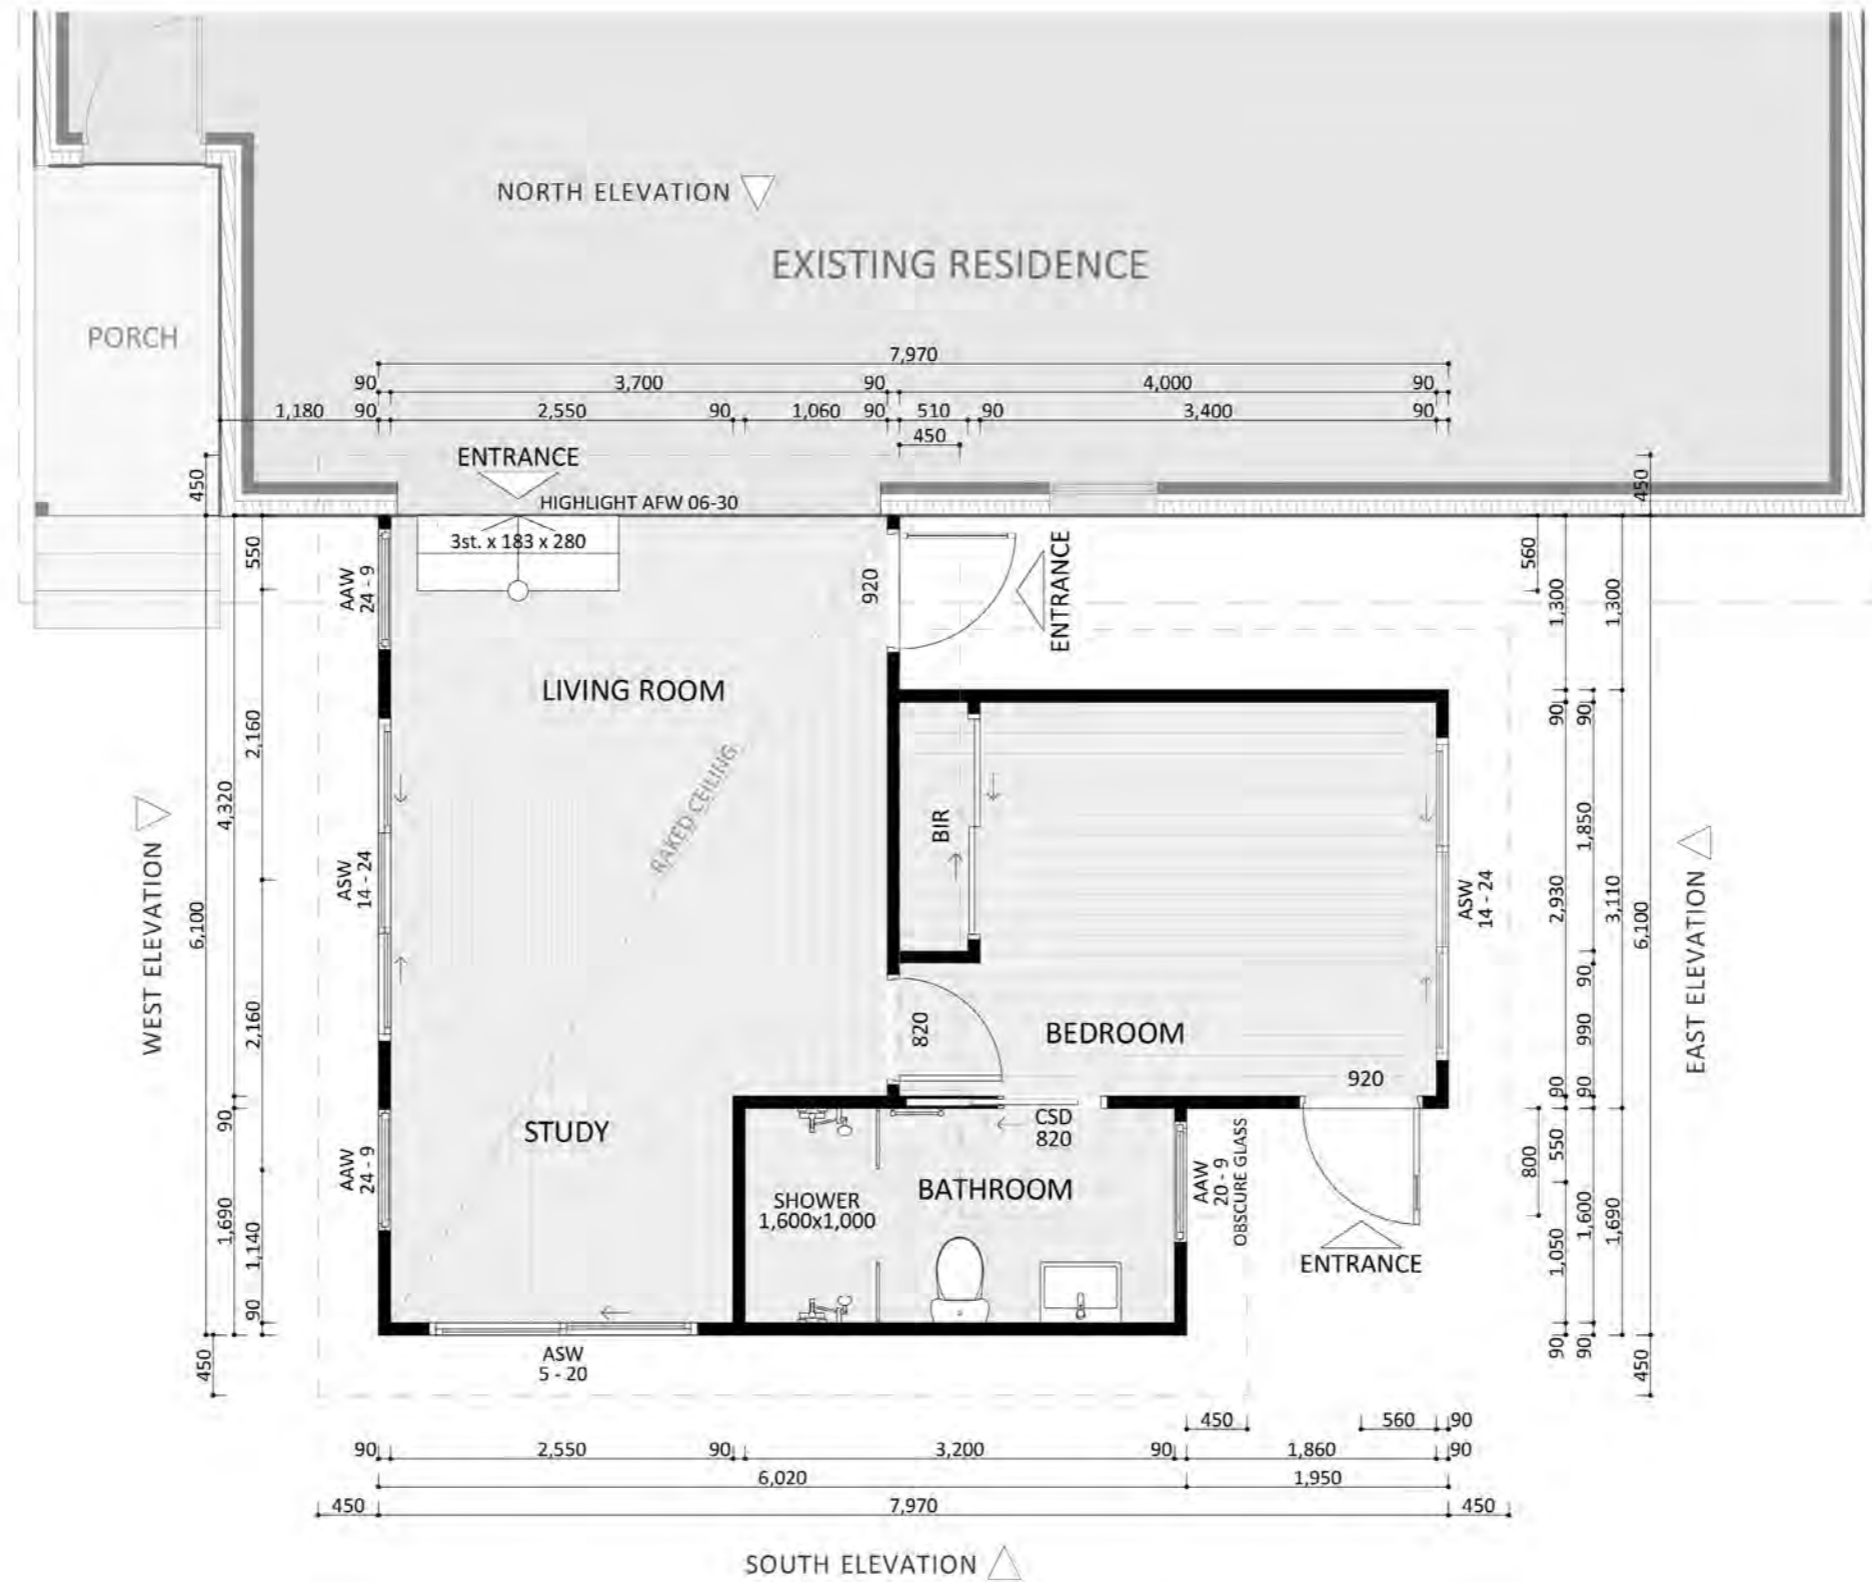 NORTH ELEVATION
EXISTING RESIDENCE
PORCH
7,970
90 3,700 90 4,000 90
1,180 90 2,550 90 1,060 90 510 90 3,400 90
450
ENTRANCE
HIGHLIGHT AFW 06-30
3st. x 183 x 280
450
550
2,160
4,320
6,100
2,160
90
1,690
1,140
90
450
WEST ELEVATION
AAW
24 - 9
ASW
14 - 24
AAW
24 - 9
920
ENTRANCE
LIVING ROOM
RAKED CEILING
BIR
820
BEDROOM
920
STUDY
CSD
820
SHOWER
1,600x1,000
BATHROOM
AAW
20 - 9
OBSCURE GLASS
ENTRANCE
ASW
14 - 24
450
560
1,300
1,300
90
90
1,850
2,930
3,110
6,100
90
990
90
90
800
550
1,600
1,690
1,050
90
90
450
EAST ELEVATION
ASW
5 - 20
450 560 90
90 2,550 90 3,200 90 1,860 90
6,020 1,950
450 7,970 450
SOUTH ELEVATION